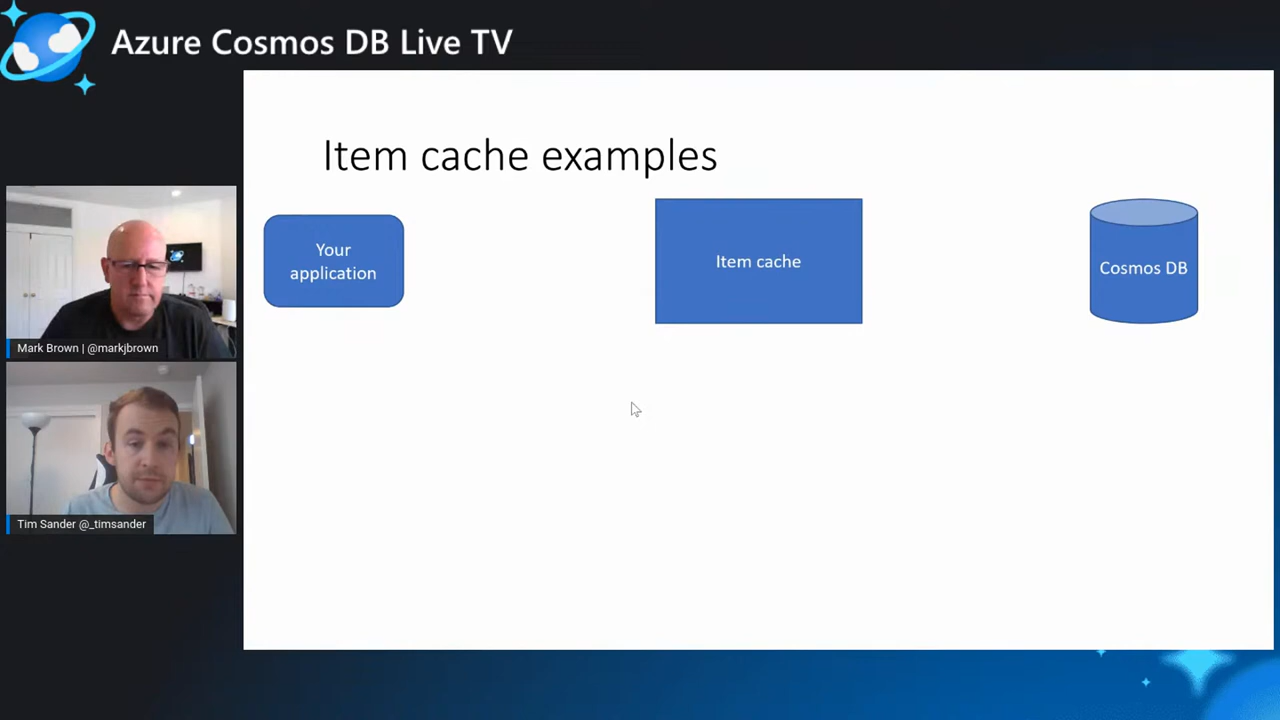 Azure Cosmos DB Live TV
Item cache examples
Your
application
Item cache
Cosmos DB
Mark Brown | @markjbrown
Tim Sander @_timsander